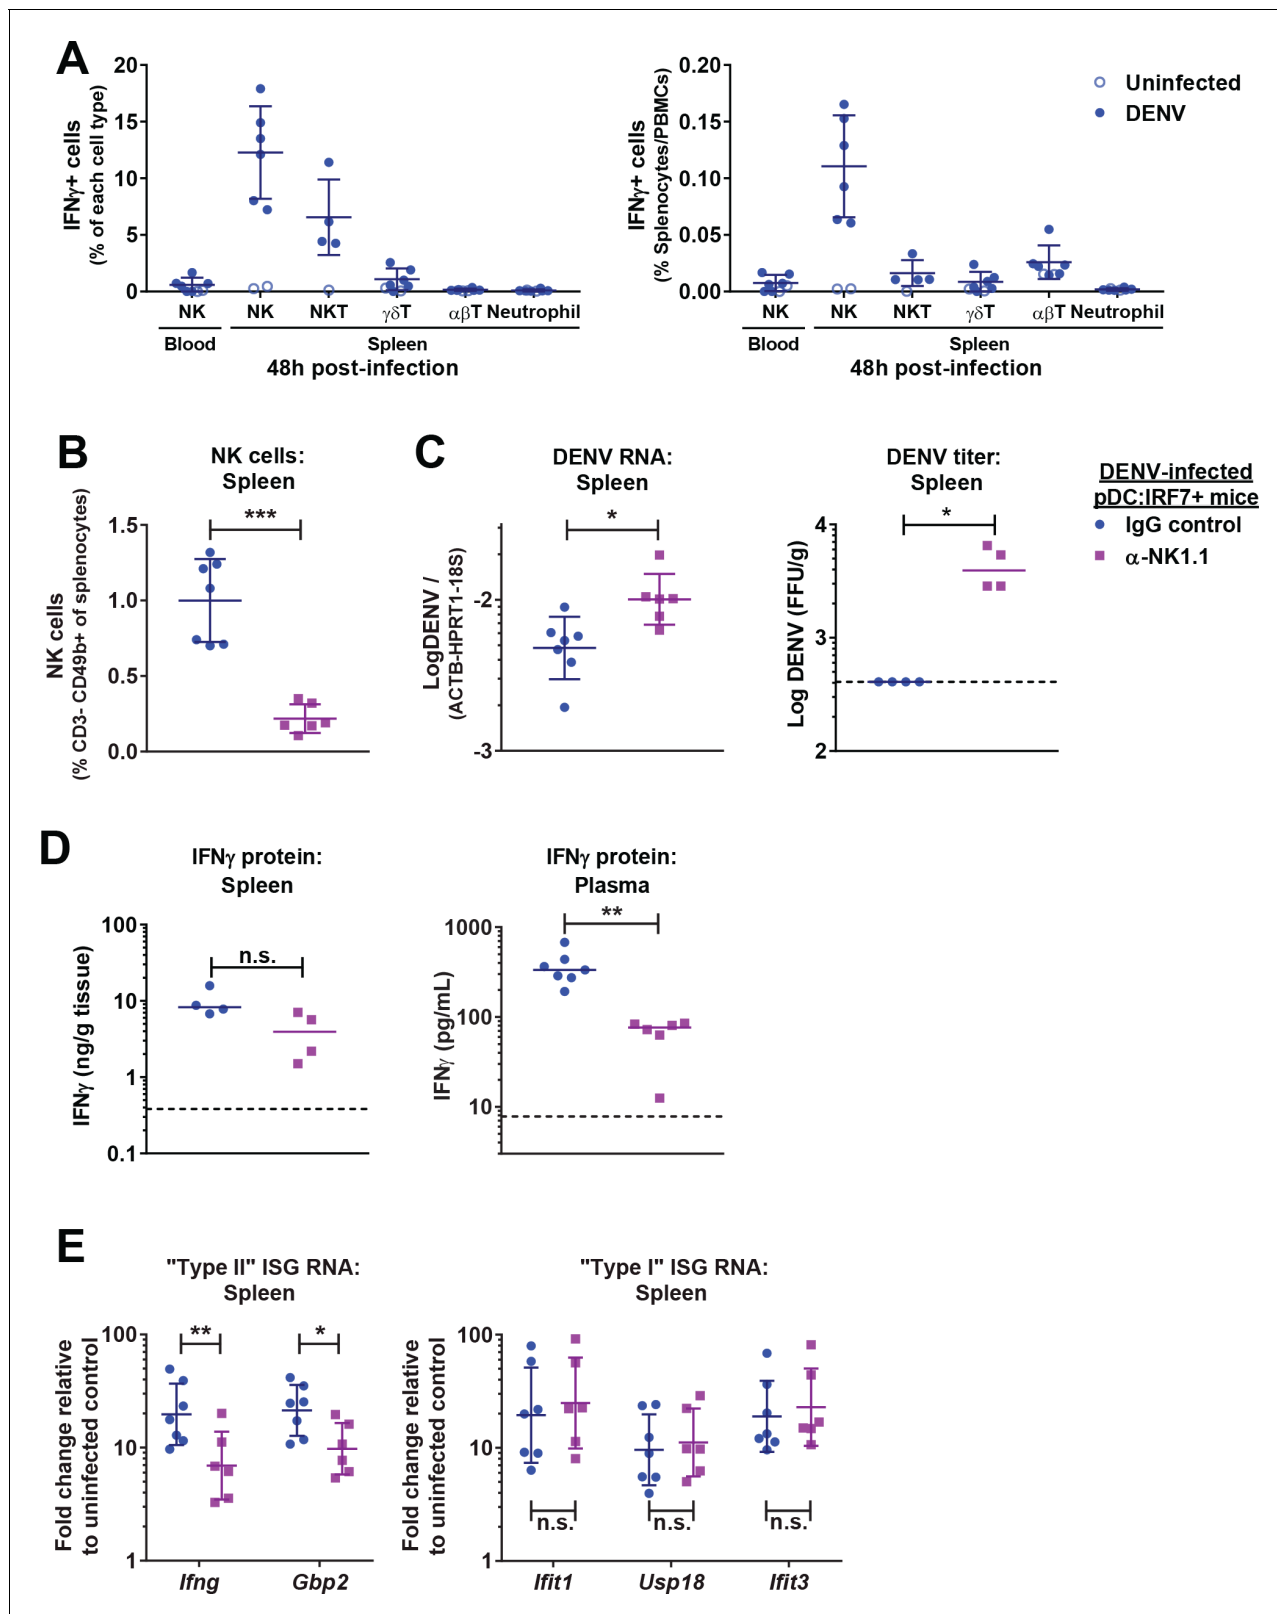 A
IFNγ+ cells
(% of each cell type)
20
15
10
5
0
NK
NK
NKT
γδT
αβT
Neutrophil
Blood
Spleen
48h post-infection
IFNγ+ cells
(% Splenocytes/PBMCs)
0.20
0.15
0.10
0.05
0.00
NK
NK
NKT
γδT
αβT
Neutrophil
Blood
Spleen
48h post-infection
Uninfected
DENV
B
NK cells:
Spleen
***
NK cells
(% CD3- CD49b+ of splenocytes)
1.5
1.0
0.5
0.0
C
DENV RNA:
Spleen
*
LogDENV /
(ACTB-HPRT1-18S)
-2
-3
DENV titer:
Spleen
*
Log DENV (FFU/g)
4
3
2
DENV-infected
pDC:IRF7+ mice
IgG control
α-NK1.1
D
IFNγ protein:
Spleen
n.s.
IFNγ (ng/g tissue)
100
10
1
0.1
IFNγ protein:
Plasma
**
IFNγ (pg/mL)
1000
100
10
E
"Type II" ISG RNA:
Spleen
** *
Fold change relative
to uninfected control
100
10
1
Ifng Gbp2
"Type I" ISG RNA:
Spleen
Fold change relative
to uninfected control
100
10
1
n.s. n.s. n.s.
Ifit1 Usp18 Ifit3